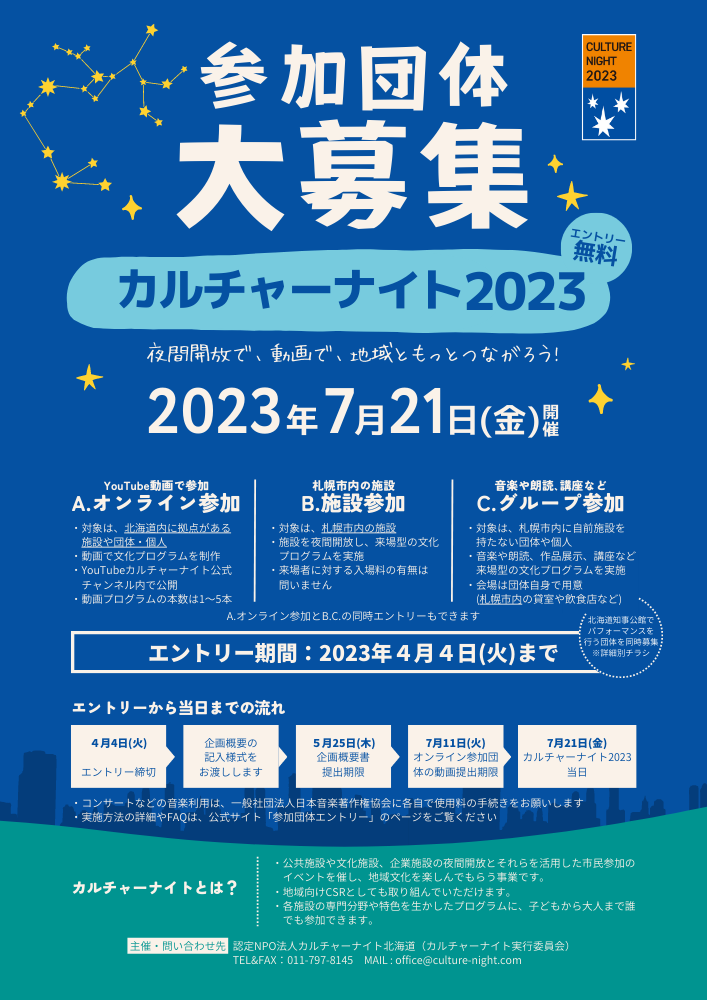 参加団体
大募集
CULTURE
NIGHT
2023
エントリー
無料
カルチャーナイト2023
夜間開放で、動画で、地域ともっとつながろう!
2023年7月21日(金)開催
YouTube動画で参加
A.オンライン参加
・対象は、北海道内に拠点がある
施設や団体・個人
・動画で文化プログラムを制作
・YouTubeカルチャーナイト公式
チャンネル内で公開
・動画プログラムの本数は1〜5本
札幌市内の施設
B.施設参加
・対象は、札幌市内の施設
・施設を夜間開放し、来場型の文化
プログラムを実施
・来場者に対する入場料の有無は
問いません
音楽や朗読、講座など
C.グループ参加
・対象は、札幌市内に自前施設を
持たない団体や個人
・音楽や朗読、作品展示、講座など
来場型の文化プログラムを実施
・会場は団体自身で用意
(札幌市内の貸室や飲食店など)
A.オンライン参加とB.C.の同時エントリーもできます
北海道知事公館で
パフォーマンスを
行う団体を同時募集
※詳細別チラシ
エントリー期間：2023年４月４日(火)まで
エントリーから当日までの流れ
４月4日(火)
エントリー締切
企画概要の
記入様式を
お渡しします
５月25日(木)
企画概要書
提出期限
7月11日(火)
オンライン参加団
体の動画提出期限
7月21日(金)
カルチャーナイト2023
当日
・コンサートなどの音楽利用は、一般社団法人日本音楽著作権協会に各自で使用料の手続きをお願いします
・実施方法の詳細やFAQは、公式サイト「参加団体エントリー」のページをご覧ください
カルチャーナイトとは？
・公共施設や文化施設、企業施設の夜間開放とそれらを活用した市民参加の
イベントを催し、地域文化を楽しんでもらう事業です。
・地域向けCSRとしても取り組んでいただけます。
・各施設の専門分野や特色を生かしたプログラムに、子どもから大人まで誰
でも参加できます。
主催・問い合わせ先 認定NPO法人カルチャーナイト北海道（カルチャーナイト実行委員会）
TEL&FAX：011-797-8145 MAIL : office@culture-night.com